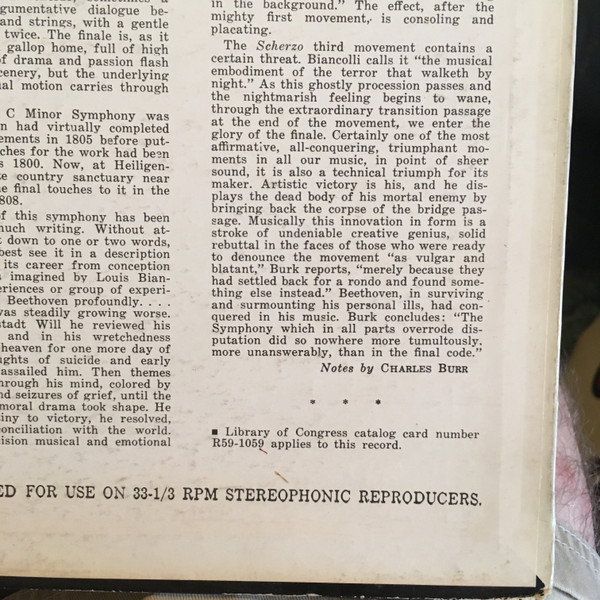 gumentative dialogue be-
and strings, with a gentle
twice. The finale is, as it
gallop home, full of high
of drama and passion flash
cenery, but the underlying
al motion carries through
C Minor Symphony was
n had virtually completed
ements in 1805 before put-
ches for the work had been
s 1800. Now, at Heiligen-
e country sanctuary near
e final touches to it in the
808.
of this symphony has been
much writing. Without at-
t down to one or two words,
best see it in a description
its career from conception
s imagined by Louis Bian-
eriences or group of experi-
Beethoven profoundly. . . .
was steadily growing worse.
stadt Will he reviewed his
and in his wretchedness
heaven for one more day of
ughts of suicide and early
assailed him. Then themes
hrough his mind, colored by
nd seizures of grief, until the
moral drama took shape. He
tiny to victory, he resolved,
conciliation with the world.
ision musical and emotional
in the background." The effect, after the
mighty first movement, is consoling and
placating.
The Scherzo third movement contains a
certain threat. Biancolli calls it "the musical
embodiment of the terror that walketh by
night." As this ghostly procession passes and
the nightmarish feeling begins to wane,
through the extraordinary transition passage
at the end of the movement, we enter the
glory of the finale. Certainly one of the most
affirmative, all-conquering, triumphant mo-
ments in all our music, in point of sheer
sound, it is also a technical triumph for its
maker. Artistic victory is his, and he dis-
plays the dead body of his mortal enemy by
bringing back the corpse of the bridge pas-
sage. Musically this innovation in form is a
stroke of undeniable creative genius, solid
rebuttal in the faces of those who were ready
to denounce the movement "as vulgar and
blatant," Burk reports, "merely because they
had settled back for a rondo and found some-
thing else instead." Beethoven, in surviving
and surmounting his personal ills, had con-
quered in his music. Burk concludes: "The
Symphony which in all parts overrode dis-
putation did so nowhere more tumultously,
more unanswerably, than in the final code."
Notes by CHARLES BURR
* * *
■ Library of Congress catalog card number
R59-1059 applies to this record.
ED FOR USE ON 33-1/3 RPM STEREOPHONIC REPRODUCERS.